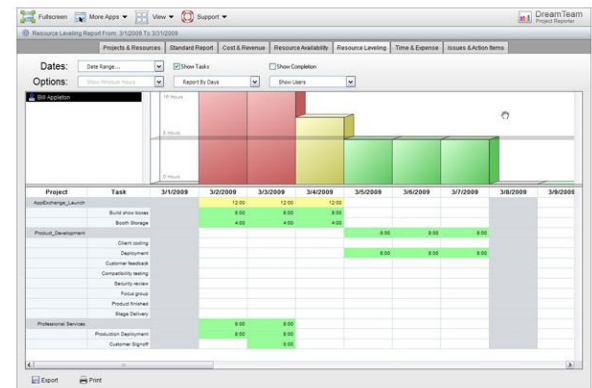 Fullscreen More Apps View Support DreamTeam
Project Reporter
Resource Leveling Report From: 3/1/2009 To 3/31/2009
Projects & Resources Standard Report Cost & Revenue Resource Availability Resource Leveling Time & Expense Issues & Action Items
Dates: Date Range... Show Tasks Show Completion
Options: Show Minimum Hours Report By Days Show Users
Bill Appleton
16 Hours
8 Hours
0 Hours
Project Task 3/1/2009 3/2/2009 3/3/2009 3/4/2009 3/5/2009 3/6/2009 3/7/2009 3/8/2009 3/9/2009
AppExchange_Launch 12:00 12:00 12:00
Build show boxes 8:00 8:00 8:00
Booth Storage 4:00 4:00 4:00
Product_Development 8:00 8:00 8:00
Client coding
Deployment 8:00 8:00 8:00
Customer feedback
Compatibility testing
Security review
Focus group
Product finished
Stage Delivery
Professional Services 8:00 8:00
Production Deployment 8:00 8:00
Customer Signoff 0:00
Export Print